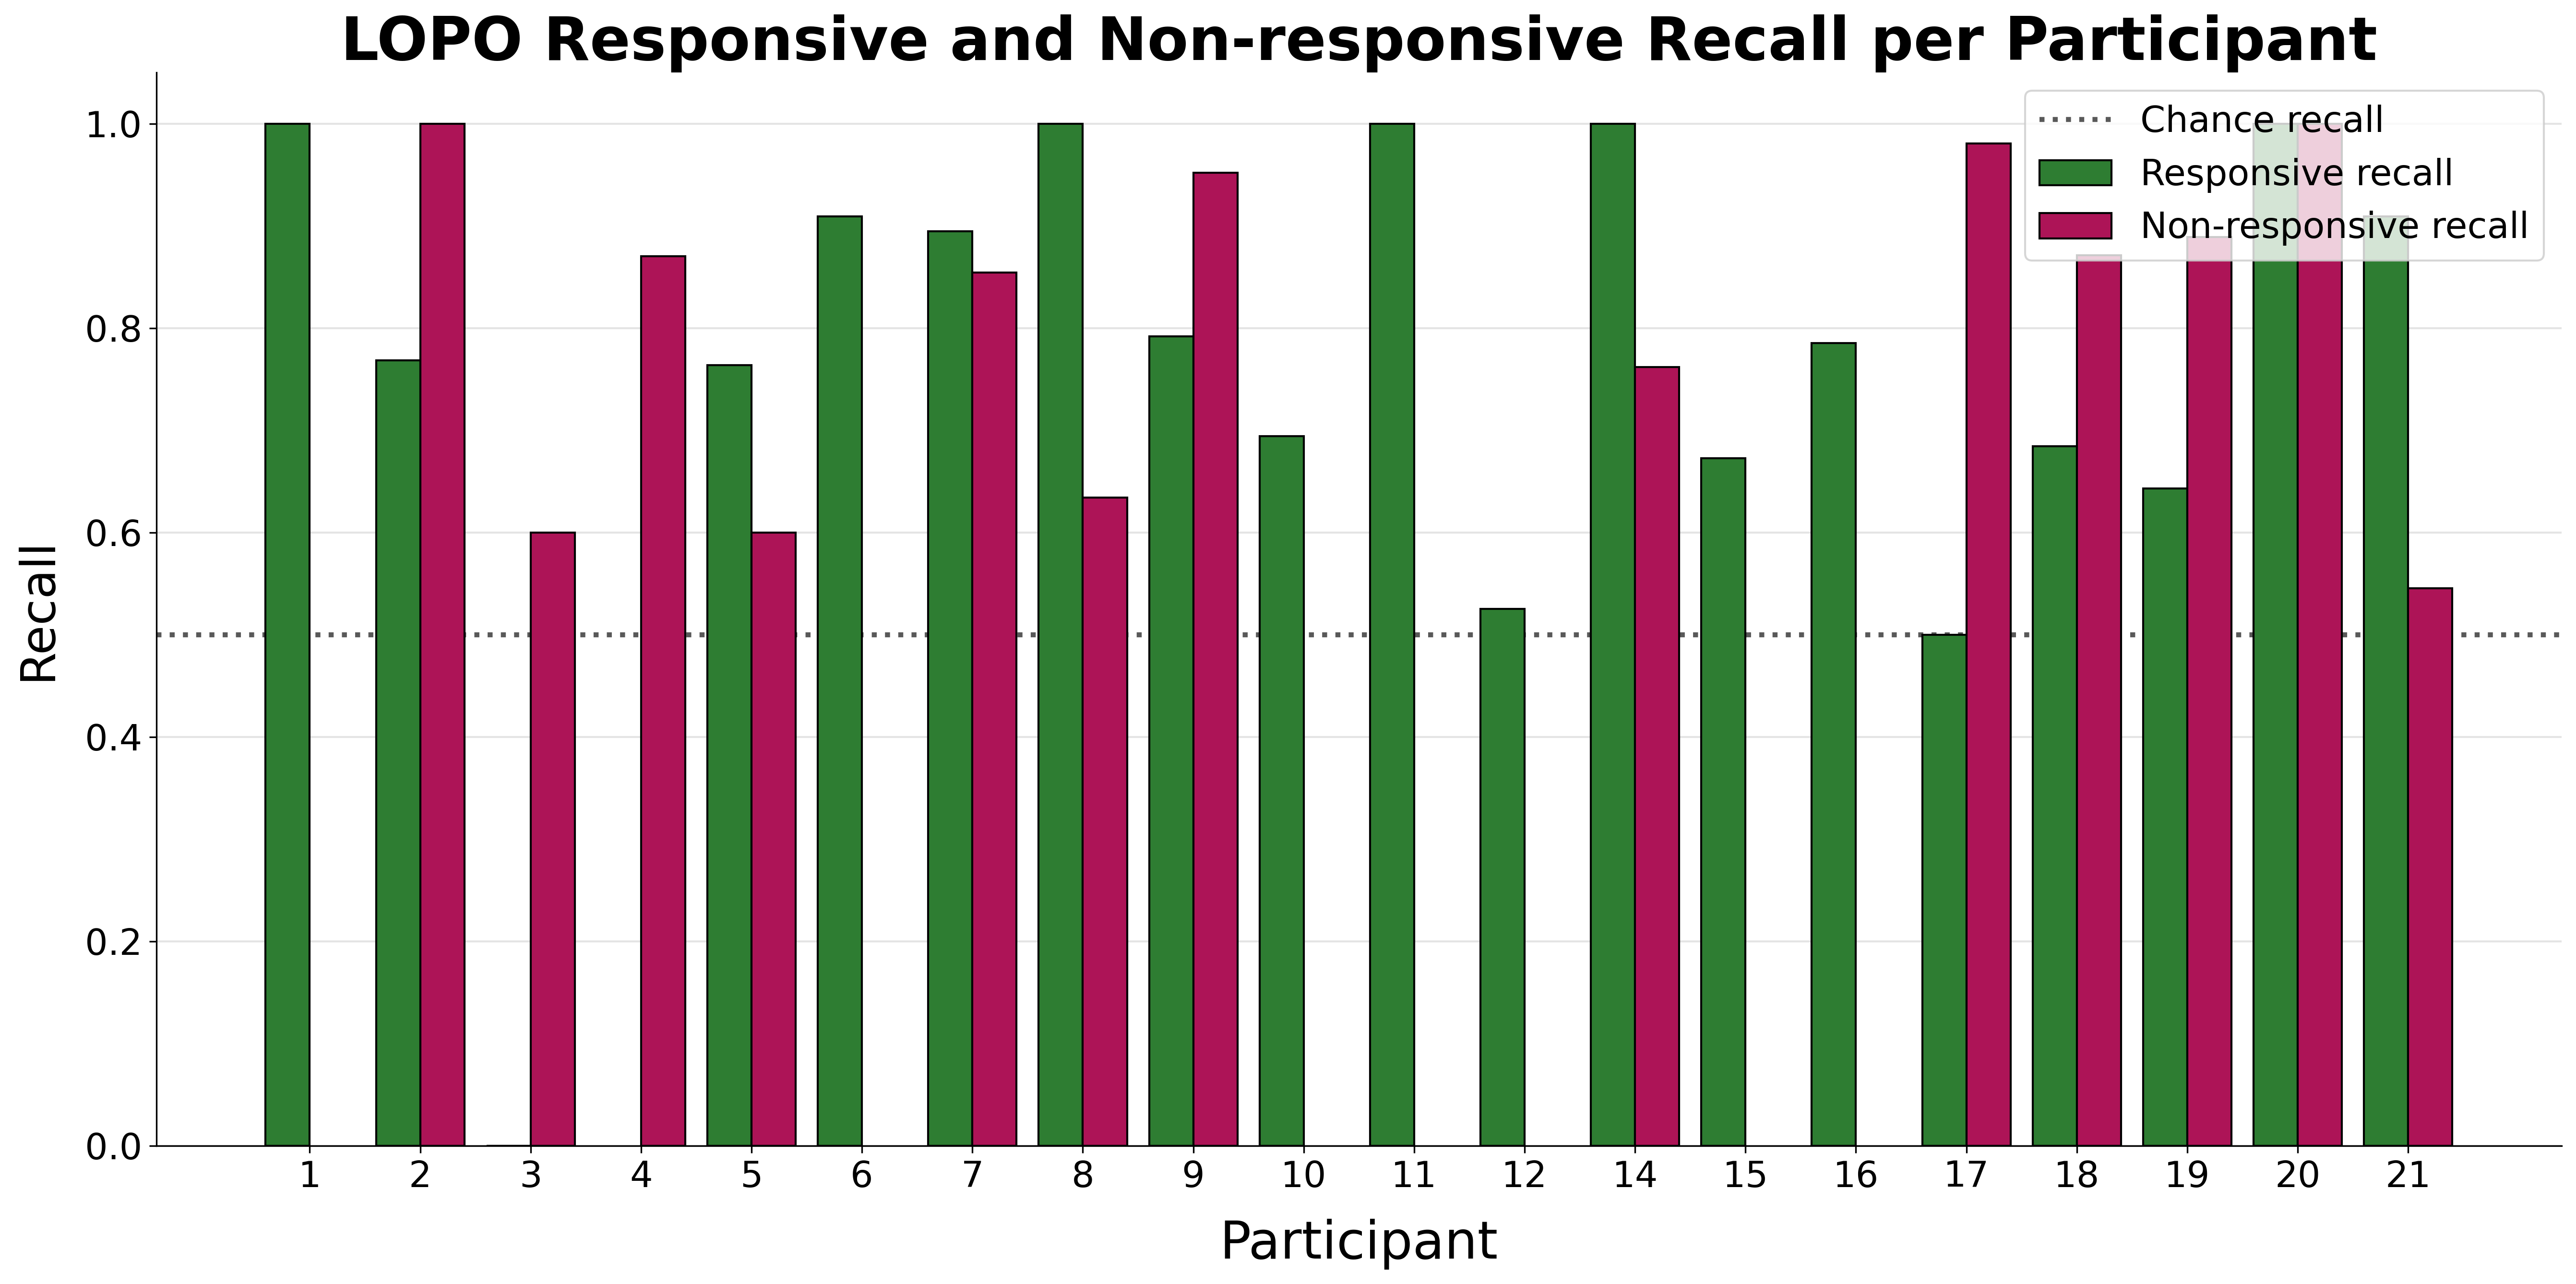 LOPO Responsive and Non-responsive Recall per Participant
Chance recall
Responsive recall
Non-responsive recall
1.0
0.8
0.6
0.4
0.2
0.0
Recall
1 2 3 4 5 6 7 8 9 10 11 12 14 15 16 17 18 19 20 21
Participant